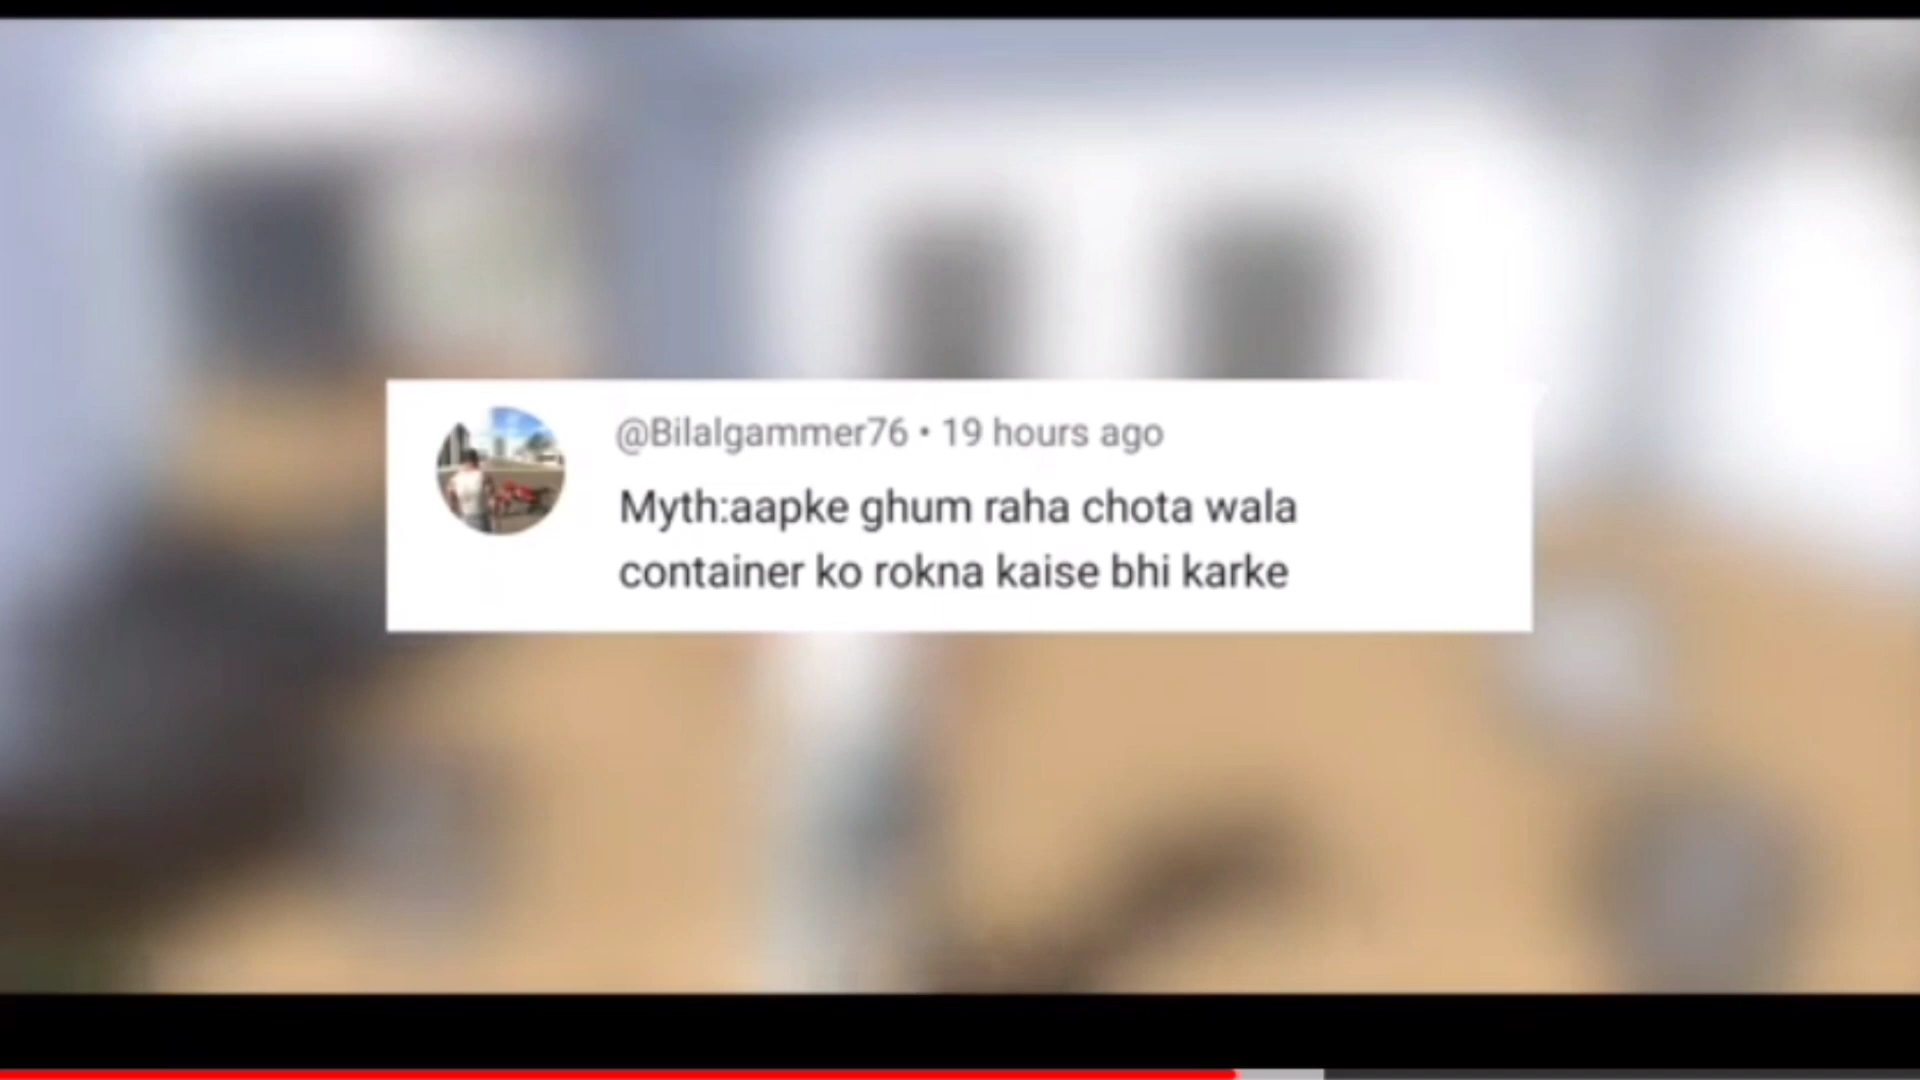 @Bilalgammer76 • 19 hours ago
Myth:aapke ghum raha chota wala
container ko rokna kaise bhi karke